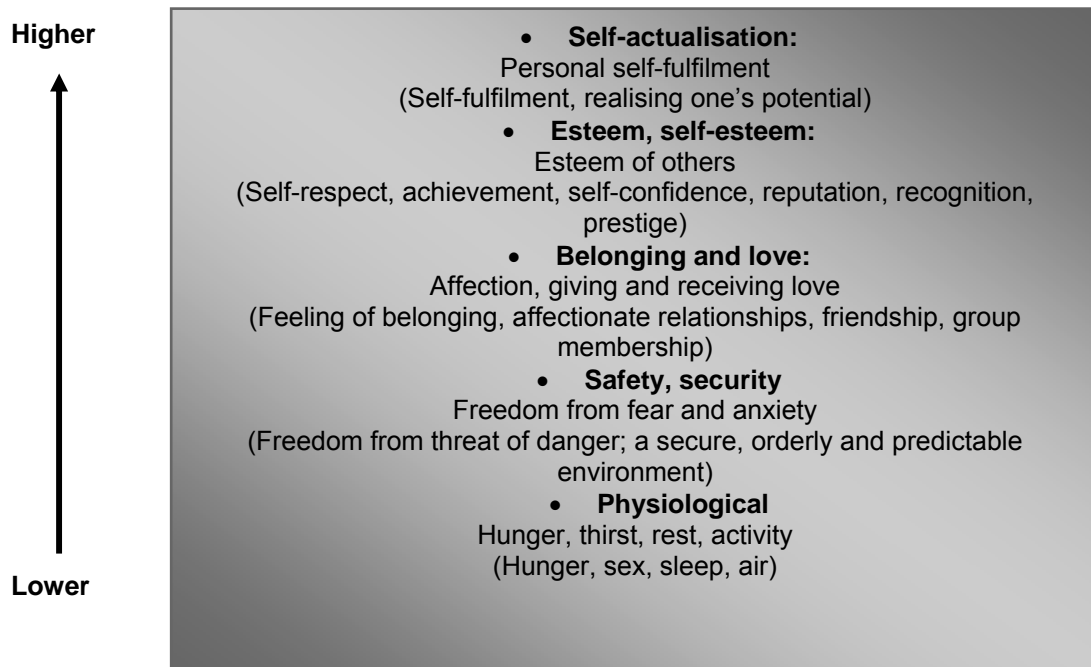 Higher
• Self-actualisation:
Personal self-fulfilment
(Self-fulfilment, realising one’s potential)
• Esteem, self-esteem:
Esteem of others
(Self-respect, achievement, self-confidence, reputation, recognition,
prestige)
• Belonging and love:
Affection, giving and receiving love
(Feeling of belonging, affectionate relationships, friendship, group
membership)
• Safety, security
Freedom from fear and anxiety
(Freedom from threat of danger; a secure, orderly and predictable
environment)
• Physiological
Hunger, thirst, rest, activity
(Hunger, sex, sleep, air)
Lower